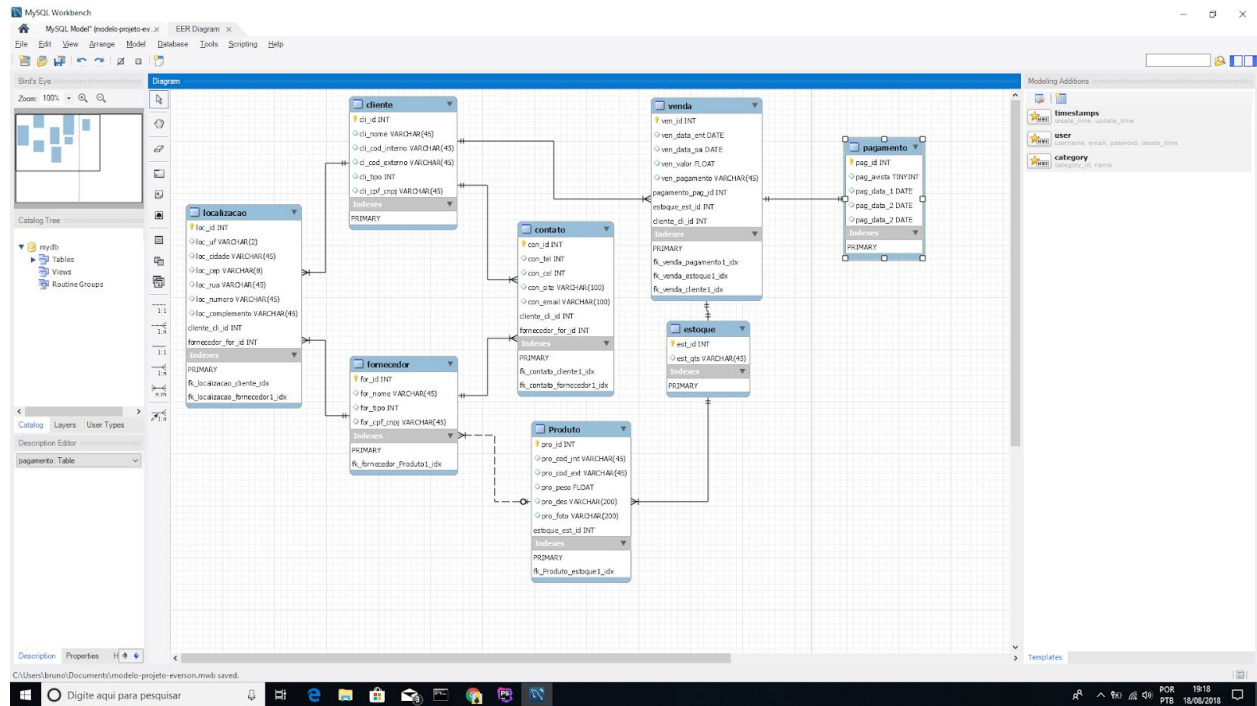 MySQL Workbench
MySQL Model* (modelo-projeto-ev... × EER Diagram ×
File Edit View Arrange Model Database Tools Scripting Help
Bird's Eye
Zoom: 100%
Catalog Tree
mydb
Tables
Views
Routine Groups
Catalog Layers User Types
Description Editor
pagamento: Table
Description Properties H
Diagram
1:1
1:n
1:1
1:n
n:m
1:n
cliente
cli_id INT
cli_nome VARCHAR(45)
cli_cod_interno VARCHAR(45)
cli_cod_externo VARCHAR(45)
cli_tipo INT
cli_cpf_cnpj VARCHAR(45)
Indexes
PRIMARY
localizacao
loc_id INT
loc_uf VARCHAR(2)
loc_cidade VARCHAR(45)
loc_cep VARCHAR(8)
loc_rua VARCHAR(45)
loc_numero VARCHAR(45)
loc_complemento VARCHAR(45)
cliente_cli_id INT
fornecedor_for_id INT
Indexes
PRIMARY
fk_localizacao_cliente_idx
fk_localizacao_fornecedor1_idx
contato
con_id INT
con_tel INT
con_cel INT
con_site VARCHAR(100)
con_email VARCHAR(100)
cliente_cli_id INT
fornecedor_for_id INT
Indexes
PRIMARY
fk_contato_cliente1_idx
fk_contato_fornecedor1_idx
fornecedor
for_id INT
for_nome VARCHAR(45)
for_tipo INT
for_cpf_cnpj VARCHAR(45)
Indexes
PRIMARY
fk_fornecedor_Produto1_idx
Produto
pro_id INT
pro_cod_int VARCHAR(45)
pro_cod_ext VARCHAR(45)
pro_peso FLOAT
pro_des VARCHAR(200)
pro_foto VARCHAR(200)
estoque_est_id INT
Indexes
PRIMARY
fk_Produto_estoque1_idx
venda
ven_id INT
ven_data_ent DATE
ven_data_sai DATE
ven_valor FLOAT
ven_pagamento VARCHAR(45)
pagamento_pag_id INT
estoque_est_id INT
cliente_cli_id INT
Indexes
PRIMARY
fk_venda_pagamento1_idx
fk_venda_estoque1_idx
fk_venda_cliente1_idx
estoque
est_id INT
est_qts VARCHAR(45)
Indexes
PRIMARY
pagamento
pag_id INT
pag_avista TINYINT
pag_data_1 DATE
pag_data_2 DATE
pag_data_2 DATE
Indexes
PRIMARY
Modeling Additions
timestamps
create_time, update_time
user
username, email, password, create_time
category
category_id, name
Templates
C:\Users\bruno\Documents\modelo-projeto-everson.mwb saved.
Digite aqui para pesquisar
POR
PTB
19:18
18/08/2018